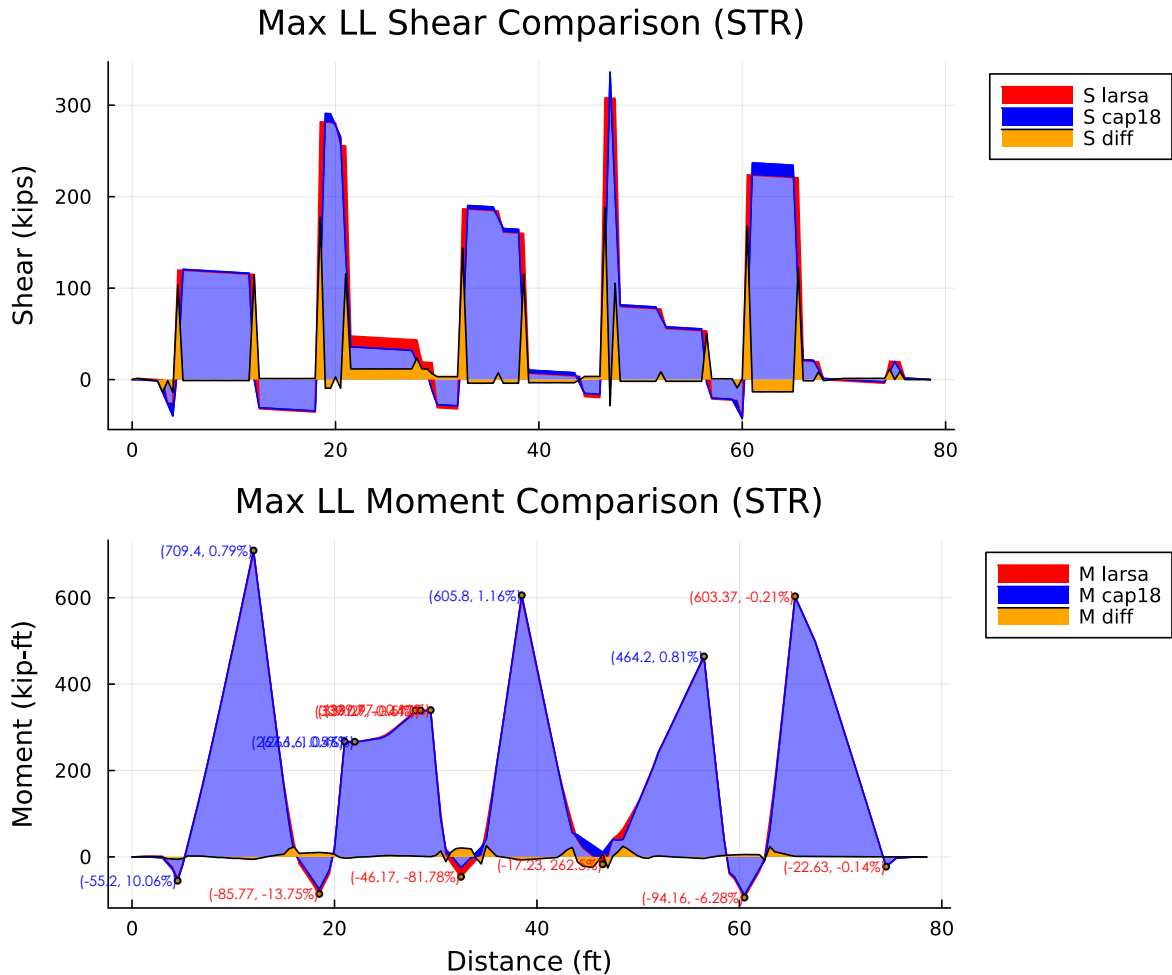 Max LL Shear Comparison (STR)
Shear (kips)
300
200
100
0
0
20
40
60
80
S larsa
S cap18
S diff
Max LL Moment Comparison (STR)
Moment (kip-ft)
600
400
200
0
(709.4, 0.79%)
(605.8, 1.16%)
(603.37, -0.21%)
(464.2, 0.81%)
(-55.2, 10.06%)
(-85.77, -13.75%)
(-46.17, -81.78%)
(-17.23, 262.5%)
(-94.16, -6.28%)
(-22.63, -0.14%)
0
20
40
60
80
Distance (ft)
M larsa
M cap18
M diff